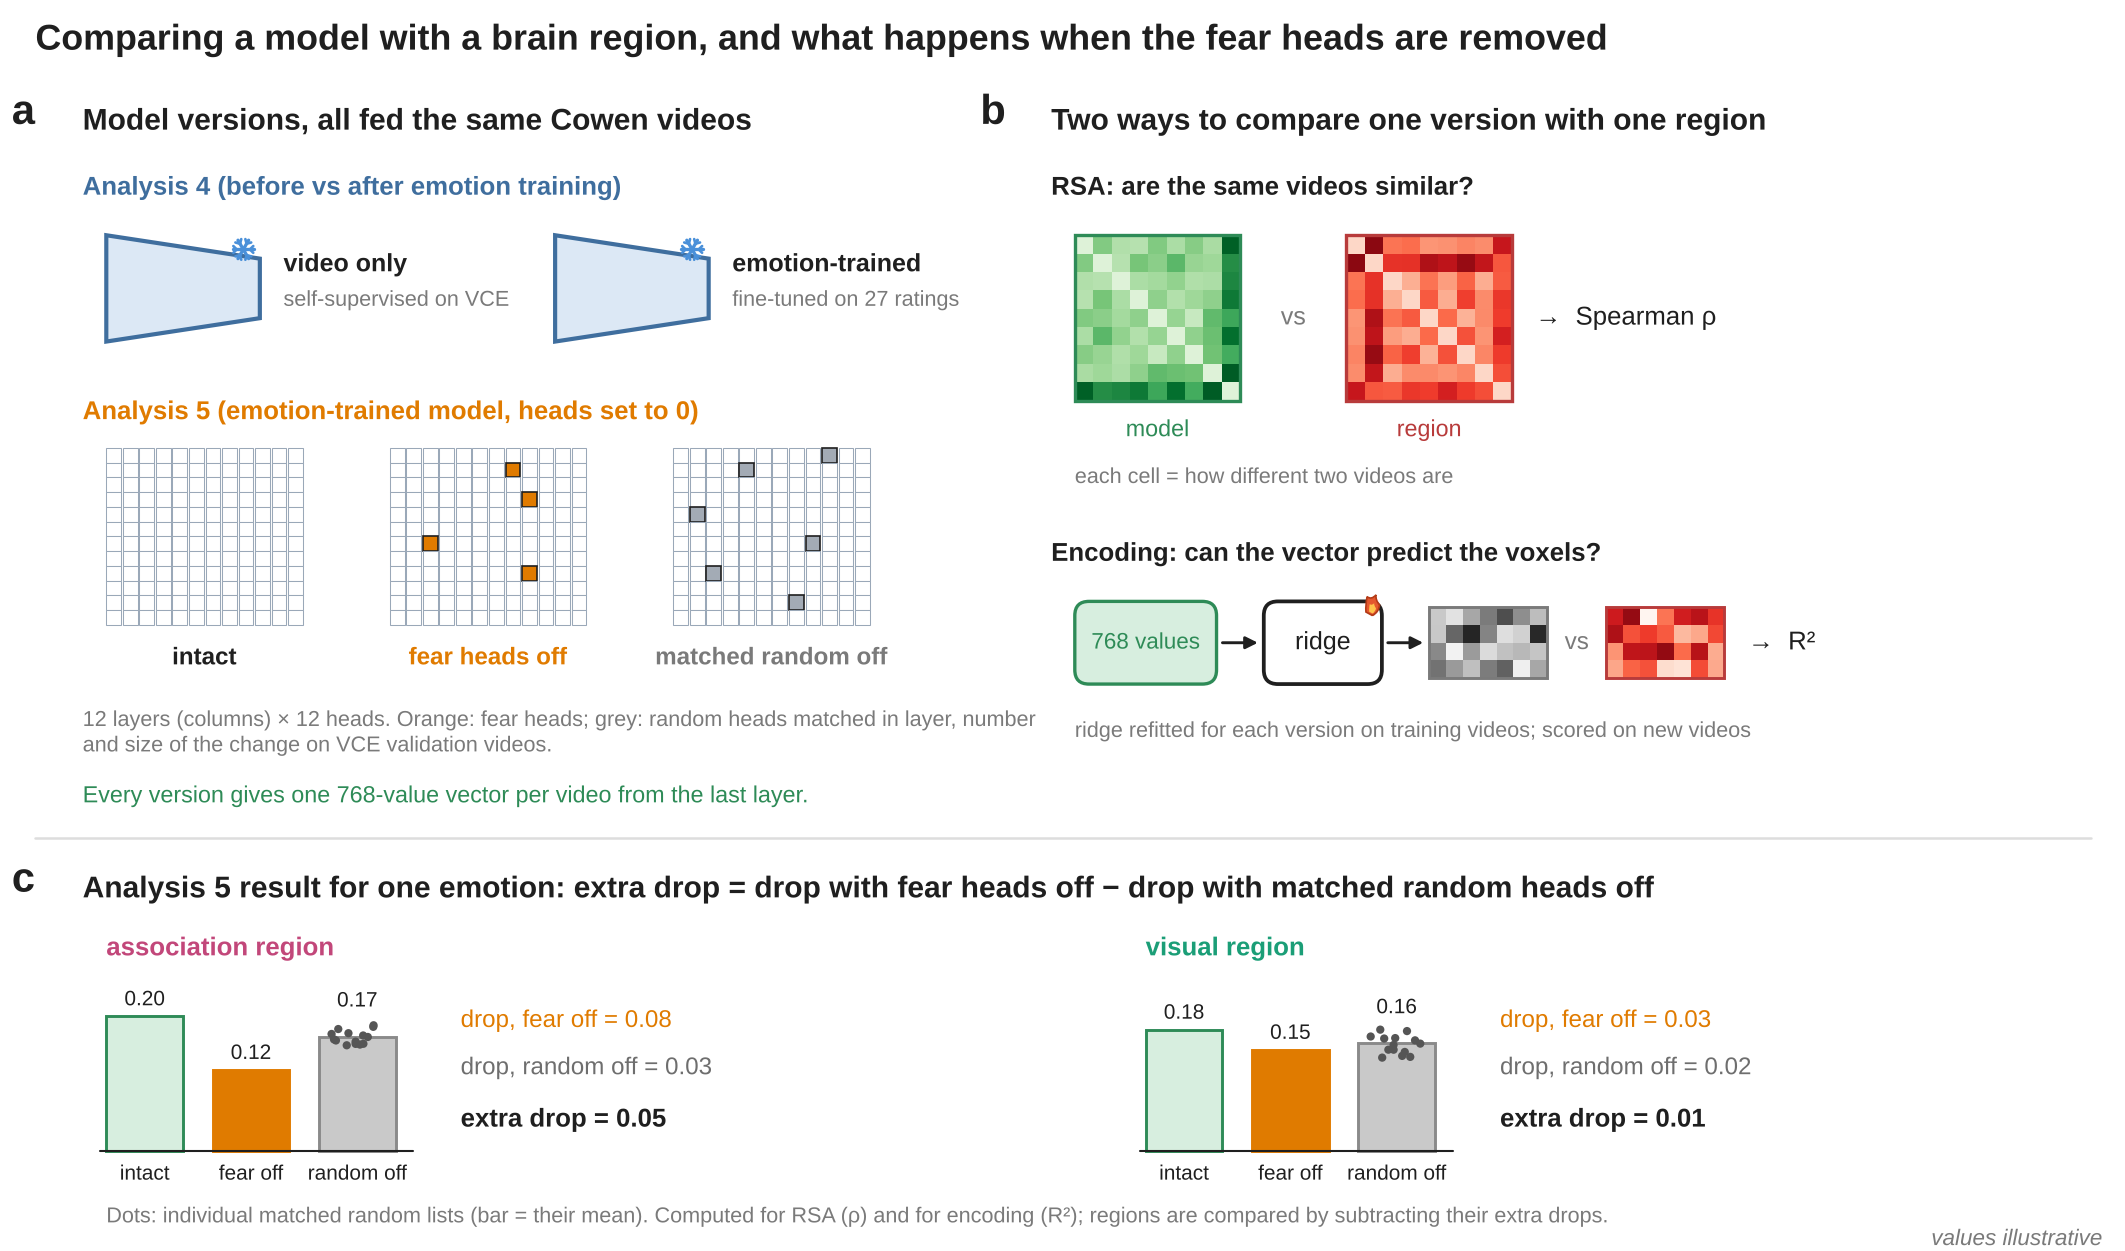 Comparing a model with a brain region, and what happens when the fear heads are removed
a
Model versions, all fed the same Cowen videos
Analysis 4 (before vs after emotion training)
video only
self-supervised on VCE
emotion-trained
fine-tuned on 27 ratings
Analysis 5 (emotion-trained model, heads set to 0)
intact
fear heads off
matched random off
12 layers (columns) × 12 heads. Orange: fear heads; grey: random heads matched in layer, number
and size of the change on VCE validation videos.
Every version gives one 768-value vector per video from the last layer.
b
Two ways to compare one version with one region
RSA: are the same videos similar?
vs
→ Spearman ρ
model
region
each cell = how different two videos are
Encoding: can the vector predict the voxels?
768 values
ridge
vs
→ R²
ridge refitted for each version on training videos; scored on new videos
c
Analysis 5 result for one emotion: extra drop = drop with fear heads off − drop with matched random heads off
association region
0.20
0.12
0.17
intact
fear off
random off
drop, fear off = 0.08
drop, random off = 0.03
extra drop = 0.05
visual region
0.18
0.15
0.16
intact
fear off
random off
drop, fear off = 0.03
drop, random off = 0.02
extra drop = 0.01
Dots: individual matched random lists (bar = their mean). Computed for RSA (ρ) and for encoding (R²); regions are compared by subtracting their extra drops.
values illustrative